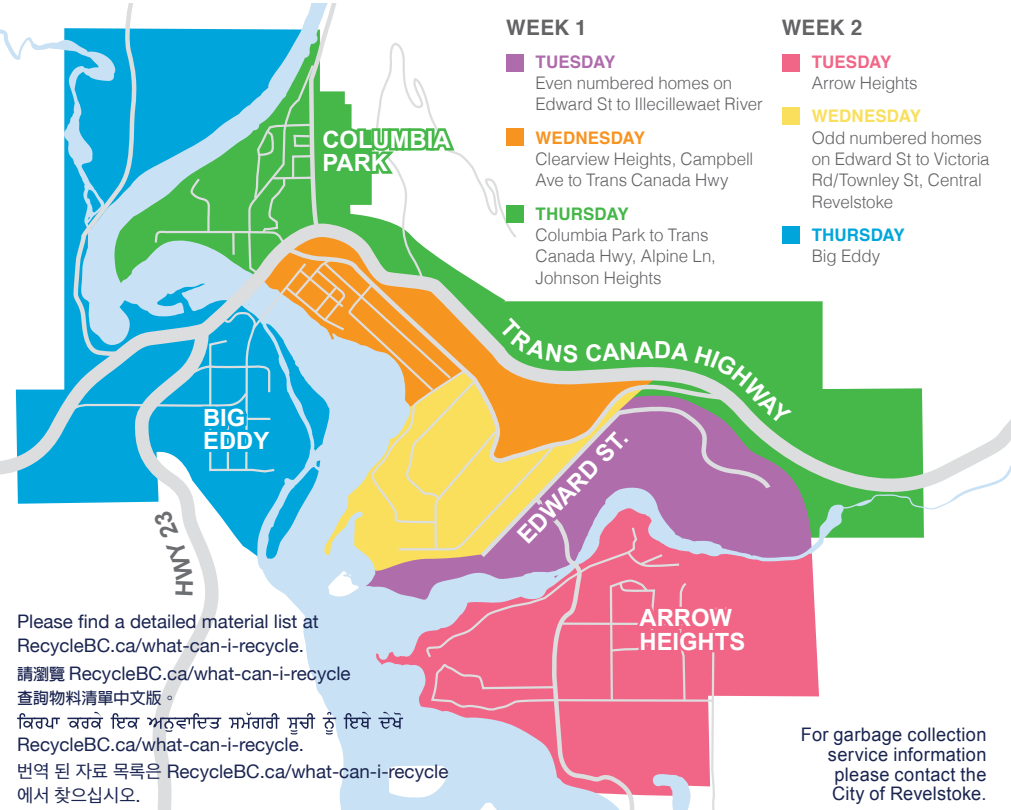 WEEK 1
TUESDAY
Even numbered homes on
Edward St to Illecillewaet River
WEDNESDAY
Clearview Heights, Campbell
Ave to Trans Canada Hwy
THURSDAY
Columbia Park to Trans
Canada Hwy, Alpine Ln,
Johnson Heights
WEEK 2
TUESDAY
Arrow Heights
WEDNESDAY
Odd numbered homes
on Edward St to Victoria
Rd/Townley St, Central
Revelstoke
THURSDAY
Big Eddy
COLUMBIA
PARK
TRANS CANADA HIGHWAY
BIG
EDDY
EDWARD ST.
HWY 23
ARROW
HEIGHTS
Please find a detailed material list at
RecycleBC.ca/what-can-i-recycle.
請瀏覽 RecycleBC.ca/what-can-i-recycle
查詢物料清單中文版。
ਕਿਰਪਾ ਕਰਕੇ ਇਕ ਅਨੁਵਾਦਿਤ ਸਮੱਗਰੀ ਸੂਚੀ ਨੂੰ ਇਥੇ ਦੇਖੋ
RecycleBC.ca/what-can-i-recycle.
번역 된 자료 목록은 RecycleBC.ca/what-can-i-recycle
에서 찾으십시오.
For garbage collection
service information
please contact the
City of Revelstoke.